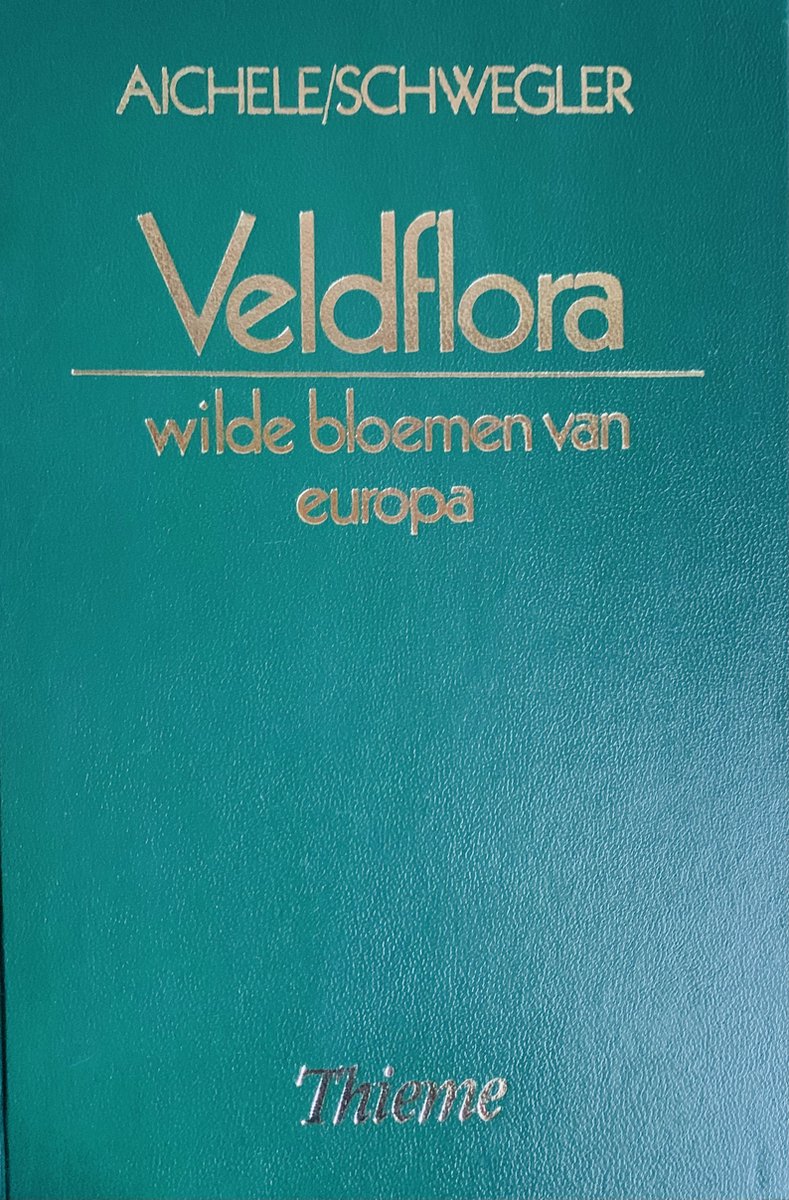 AICHELE/SCHWEGLER
Veldflora
wilde bloemen van
europa
Thieme